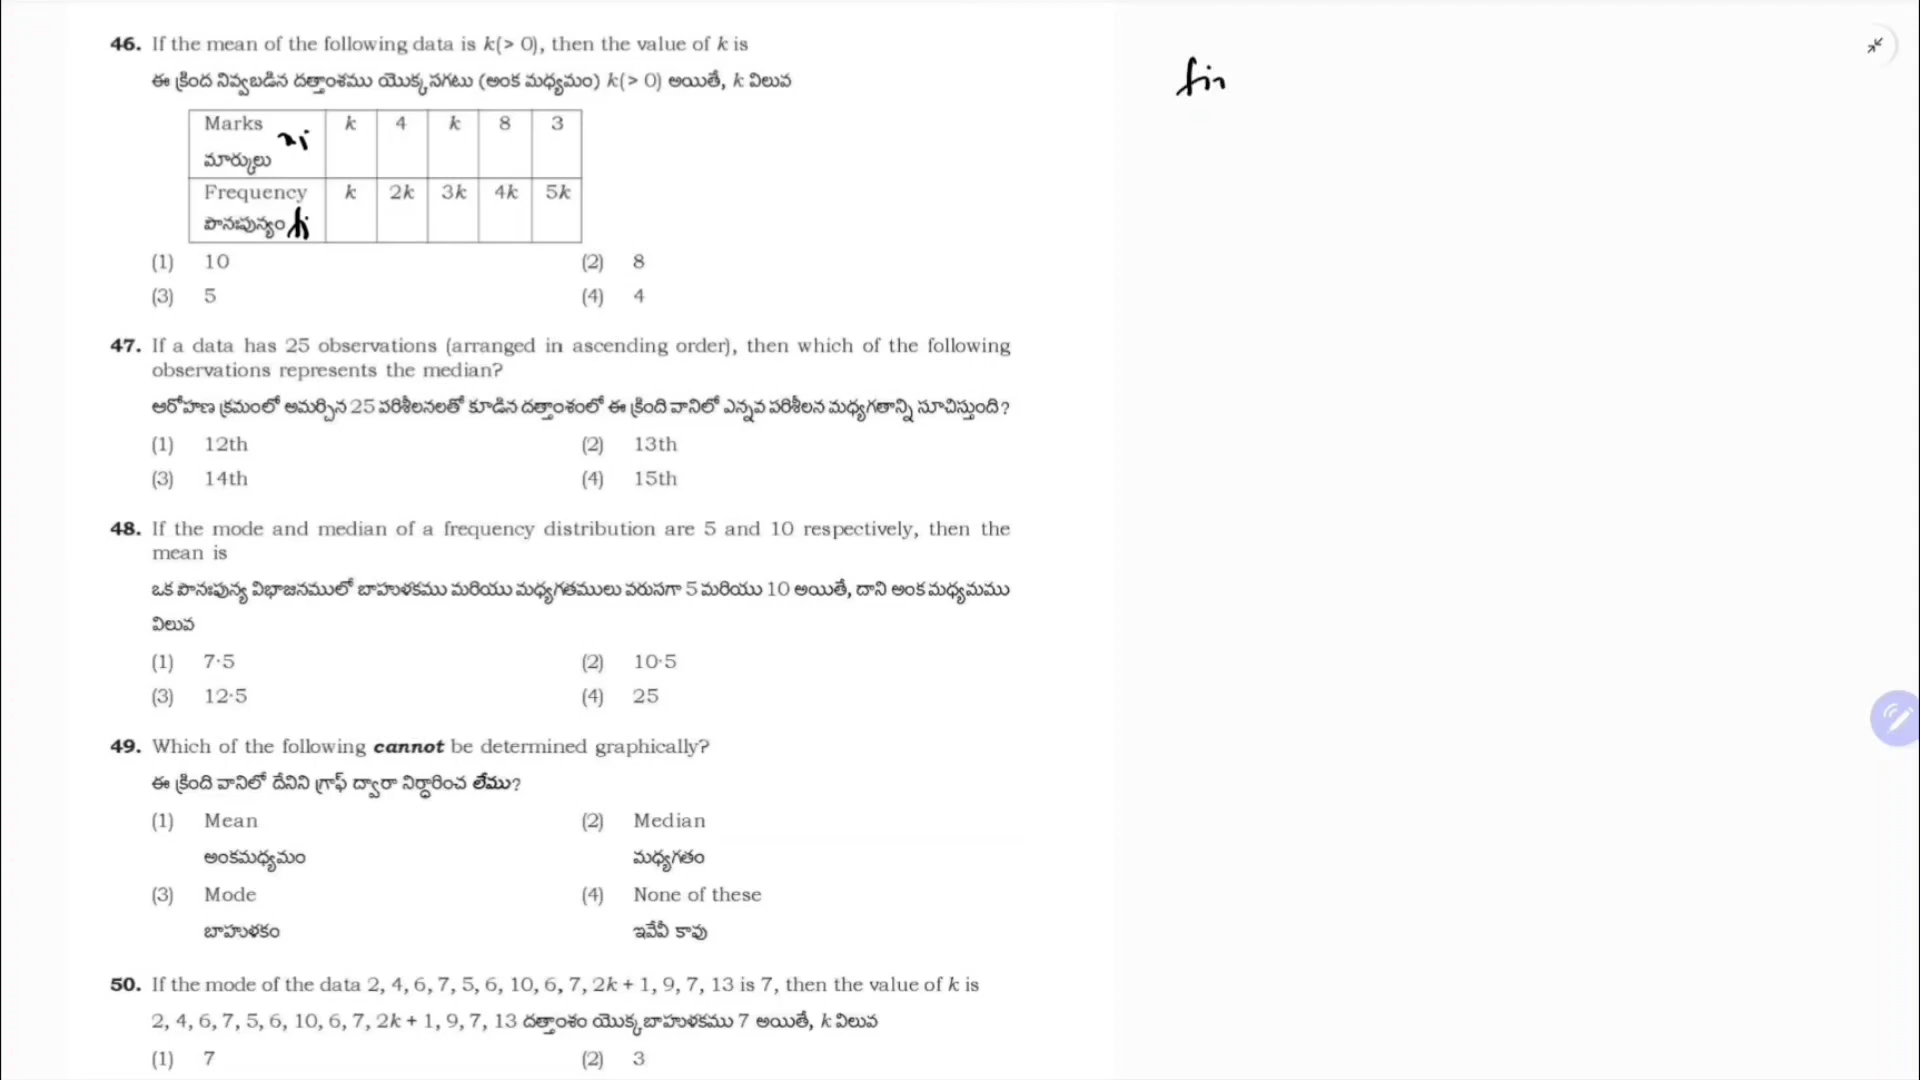 46. If the mean of the following data is k(> 0), then the value of k is
ఈ క్రింద నివ్వబడిన దత్తాంశము యొక్క సగటు (అంక మధ్యమం) k(> 0) అయితే, k విలువ
Marks xi k 4 k 8 3
మార్కులు
Frequency k 2k 3k 4k 5k
పౌనఃపున్యం fi
(1) 10 (2) 8
(3) 5 (4) 4
47. If a data has 25 observations (arranged in ascending order), then which of the following
observations represents the median?
ఆరోహణ క్రమంలో అమర్చిన 25 పరిశీలనలతో కూడిన దత్తాంశంలో ఈ క్రింది వానిలో ఎన్నవ పరిశీలన మధ్యగతాన్ని సూచిస్తుంది?
(1) 12th (2) 13th
(3) 14th (4) 15th
48. If the mode and median of a frequency distribution are 5 and 10 respectively, then the
mean is
ఒక పౌనఃపున్య విభాజనములో బాహుళకము మరియు మధ్యగతములు వరుసగా 5 మరియు 10 అయితే, దాని అంకమధ్యమము
విలువ
(1) 7·5 (2) 10·5
(3) 12·5 (4) 25
49. Which of the following cannot be determined graphically?
ఈ క్రింది వానిలో దేనిని గ్రాఫ్ ద్వారా నిర్ధారించ లేము?
(1) Mean (2) Median
అంకమధ్యమం మధ్యగతం
(3) Mode (4) None of these
బాహుళకం ఇవేవీ కావు
50. If the mode of the data 2, 4, 6, 7, 5, 6, 10, 6, 7, 2k + 1, 9, 7, 13 is 7, then the value of k is
2, 4, 6, 7, 5, 6, 10, 6, 7, 2k + 1, 9, 7, 13 దత్తాంశం యొక్క బాహుళకము 7 అయితే, k విలువ
(1) 7 (2) 3